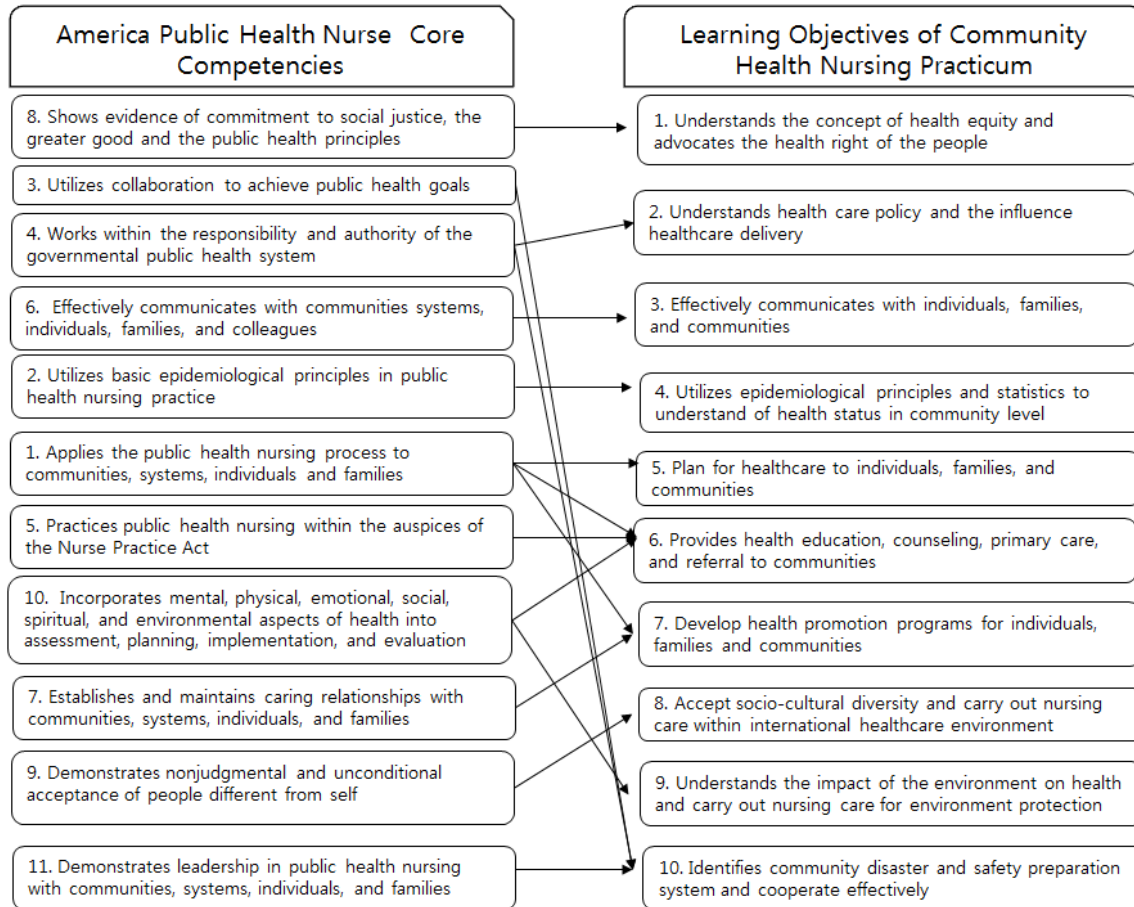 America Public Health Nurse Core
Competencies
8. Shows evidence of commitment to social justice, the
greater good and the public health principles
3. Utilizes collaboration to achieve public health goals
4. Works within the responsibility and authority of the
governmental public health system
6. Effectively communicates with communities systems,
individuals, families, and colleagues
2. Utilizes basic epidemiological principles in public
health nursing practice
1. Applies the public health nursing process to
communities, systems, individuals and families
5. Practices public health nursing within the auspices of
the Nurse Practice Act
10. Incorporates mental, physical, emotional, social,
spiritual, and environmental aspects of health into
assessment, planning, implementation, and evaluation
7. Establishes and maintains caring relationships with
communities, systems, individuals, and families
9. Demonstrates nonjudgmental and unconditional
acceptance of people different from self
11. Demonstrates leadership in public health nursing
with communities, systems, individuals, and families
Learning Objectives of Community
Health Nursing Practicum
1. Understands the concept of health equity and
advocates the health right of the people
2. Understands health care policy and the influence
healthcare delivery
3. Effectively communicates with individuals, families,
and communities
4. Utilizes epidemiological principles and statistics to
understand of health status in community level
5. Plan for healthcare to individuals, families, and
communities
6. Provides health education, counseling, primary care,
and referral to communities
7. Develop health promotion programs for individuals,
families and communities
8. Accept socio-cultural diversity and carry out nursing
care within international healthcare environment
9. Understands the impact of the environment on health
and carry out nursing care for environment protection
10. Identifies community disaster and safety preparation
system and cooperate effectively